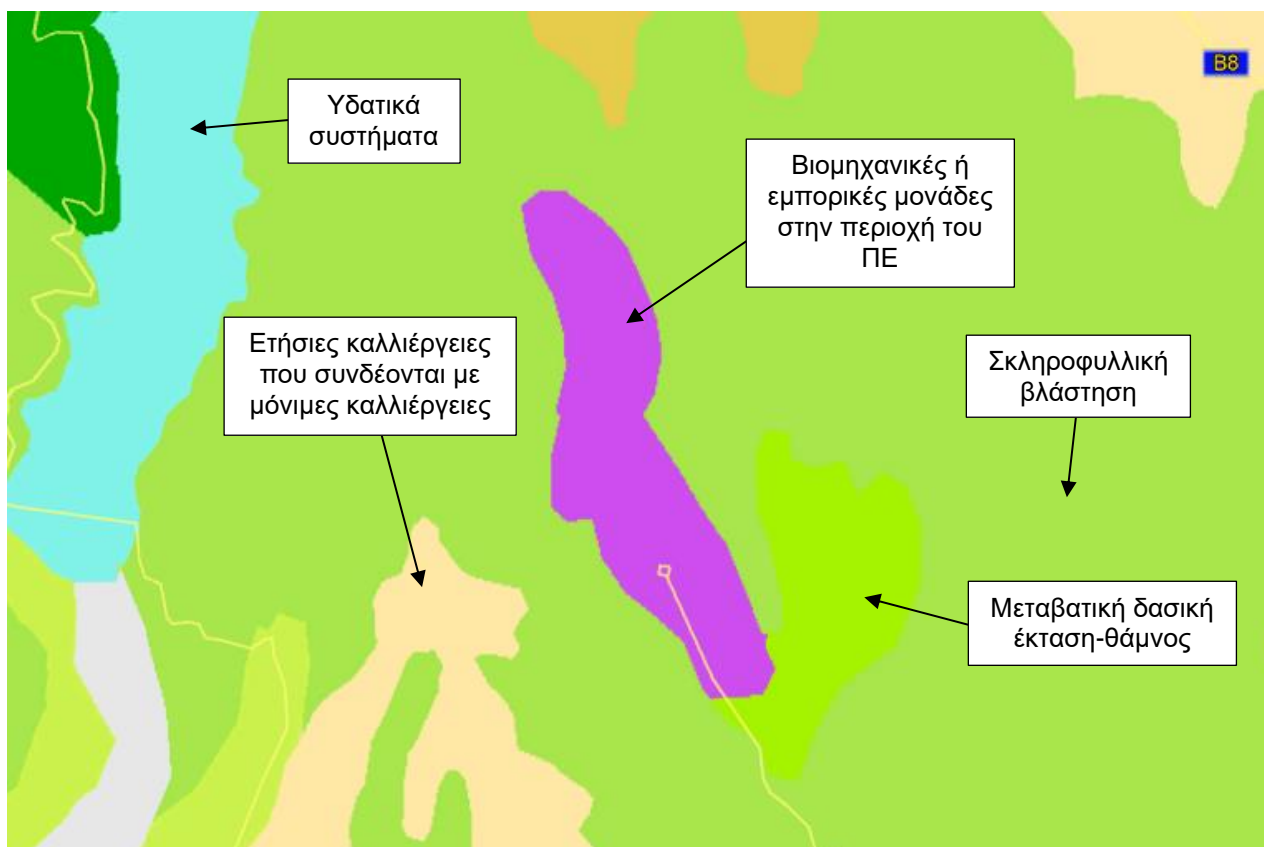 B8
Υδατικά
συστήματα
Βιομηχανικές ή
εμπορικές μονάδες
στην περιοχή του
ΠΕ
Ετήσιες καλλιέργειες
που συνδέονται με
μόνιμες καλλιέργειες
Σκληροφυλλική
βλάστηση
Μεταβατική δασική
έκταση-θάμνος